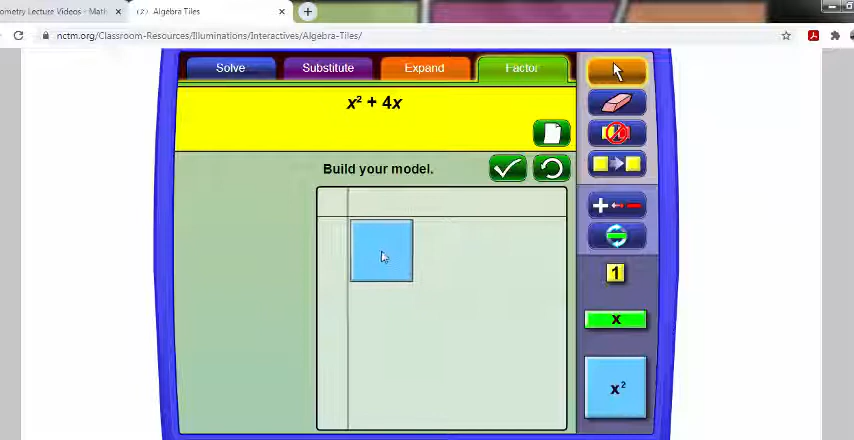 ometry Lecture Videos - Math
(2) Algebra Tiles
nctm.org/Classroom-Resources/Illuminations/Interactives/Algebra-Tiles/
Solve
Substitute
Expand
Factor
x² + 4x
Build your model.
1
x
x²